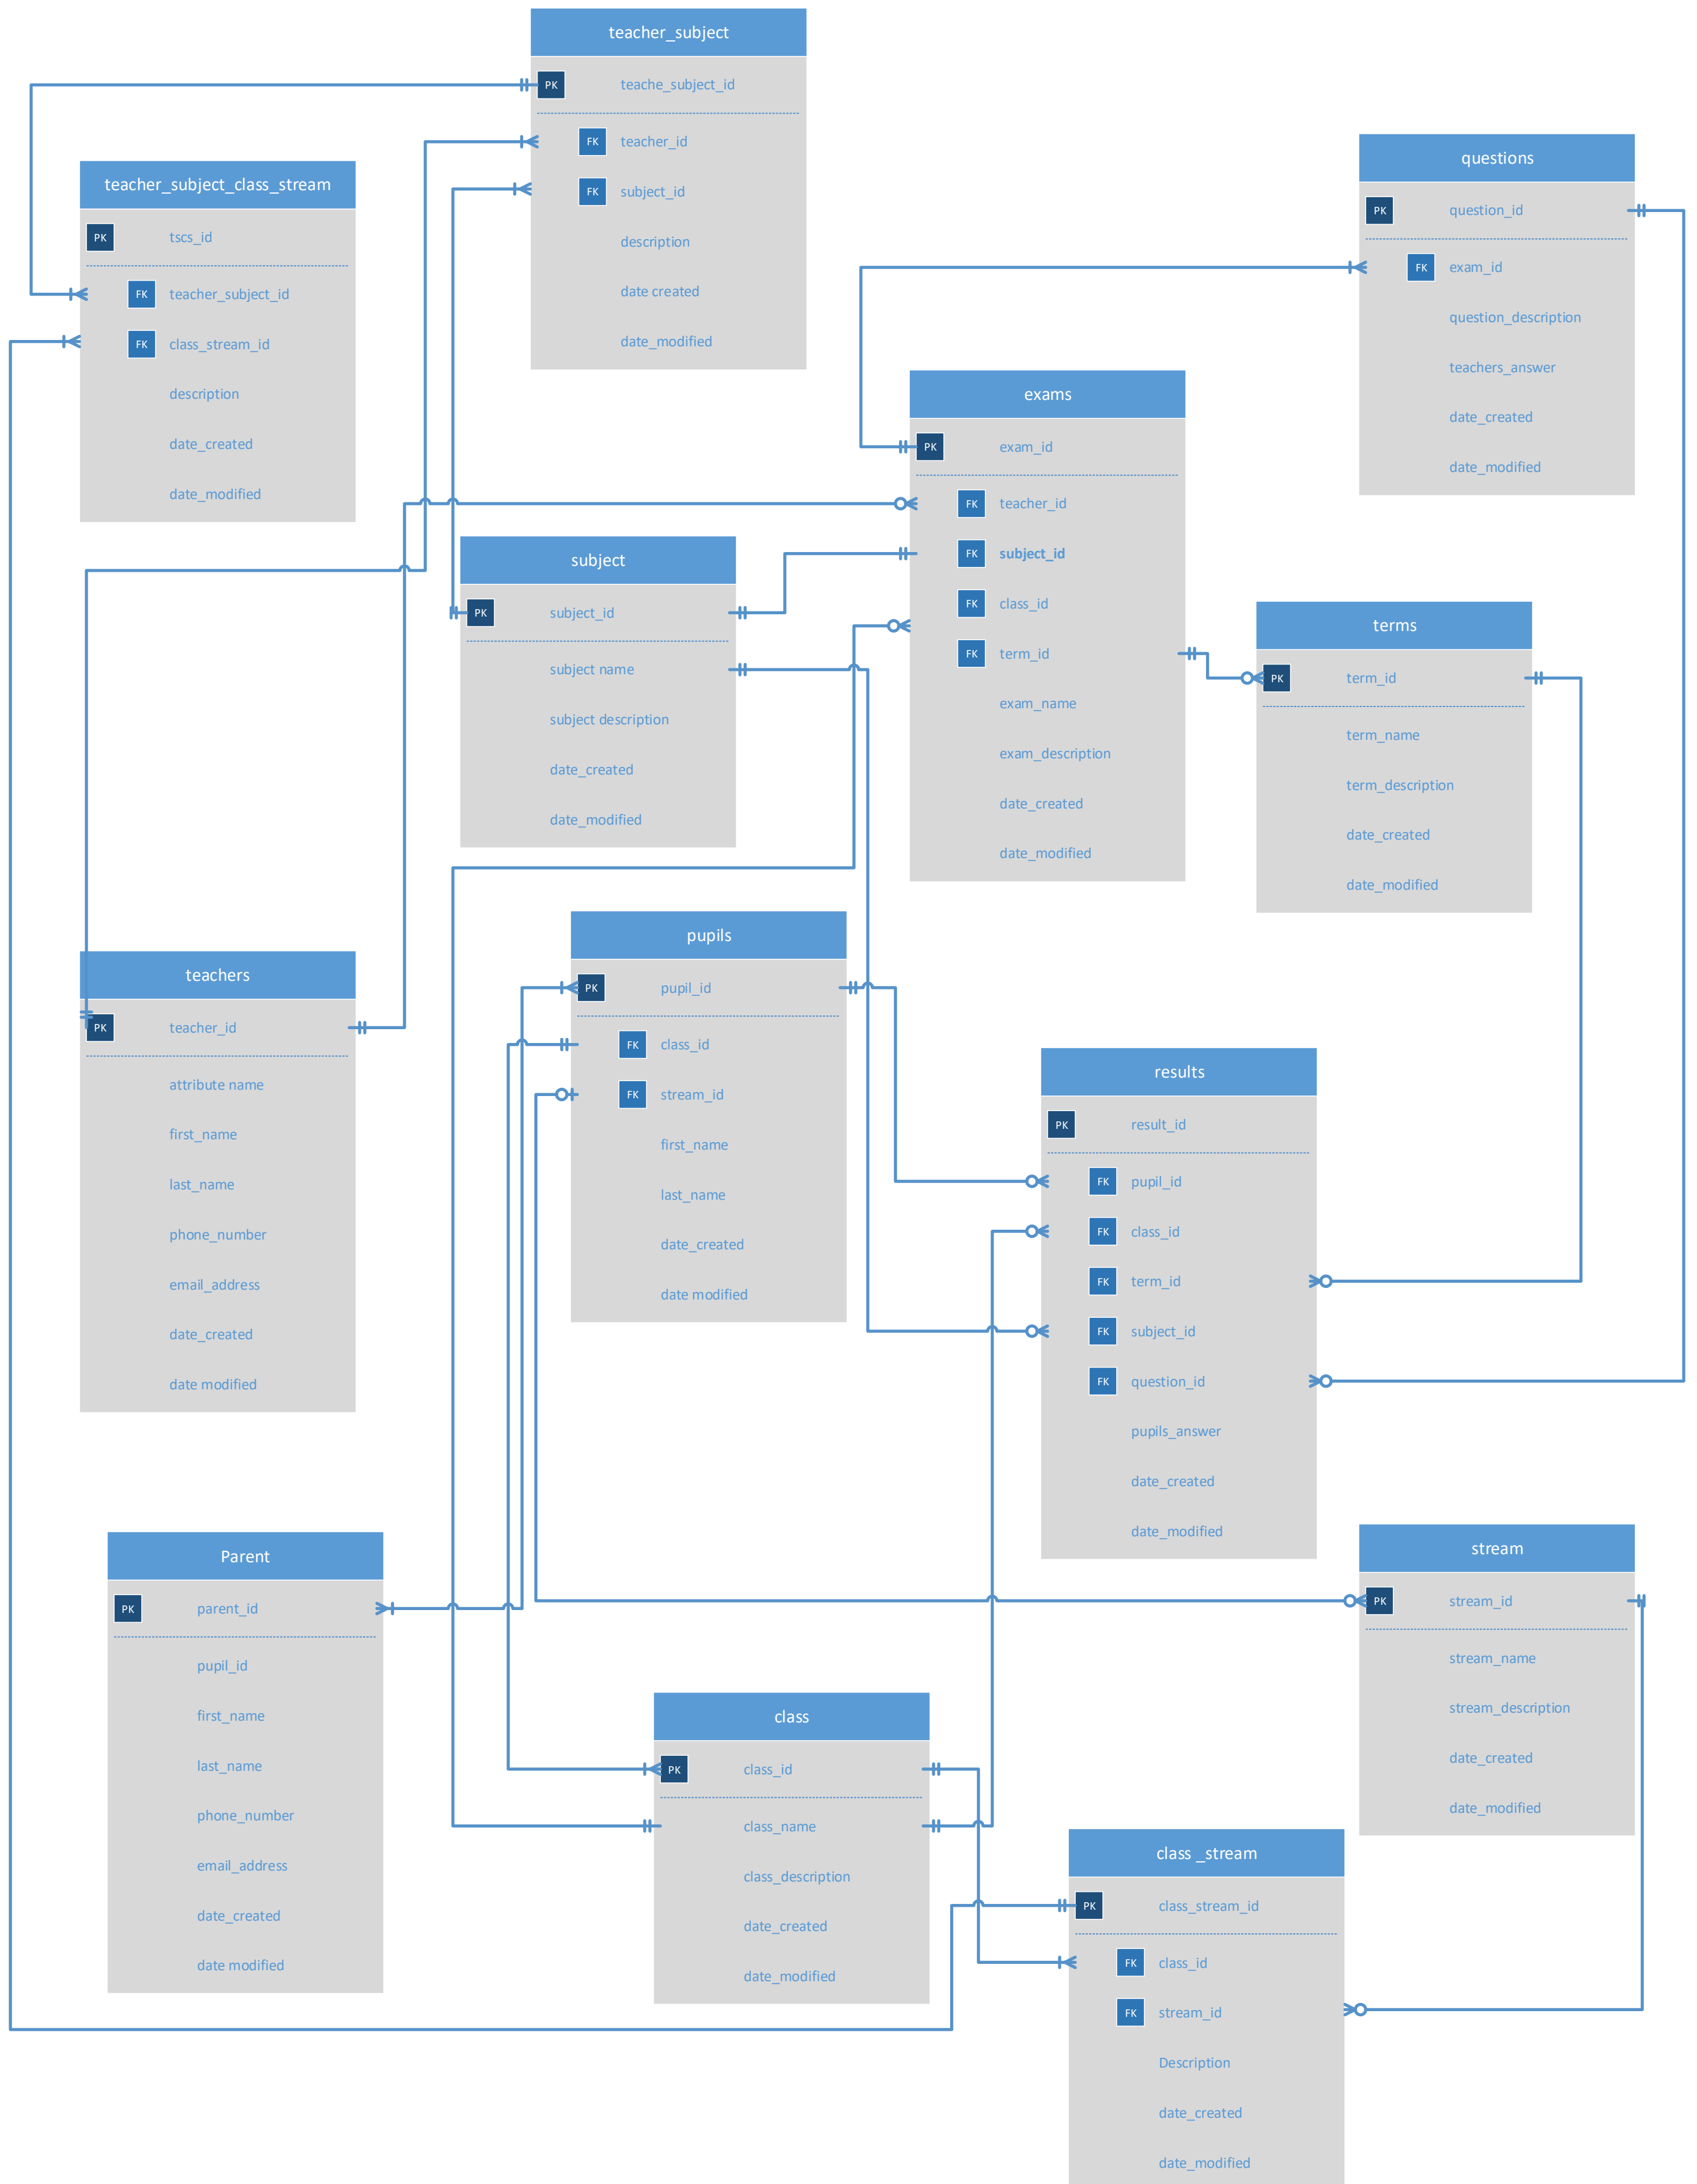 teacher_subject
PK teache_subject_id
FK teacher_id
FK subject_id
description
date created
date_modified
teacher_subject_class_stream
PK tscs_id
FK teacher_subject_id
FK class_stream_id
description
date_created
date_modified
questions
PK question_id
FK exam_id
question_description
teachers_answer
date_created
date_modified
exams
PK exam_id
FK teacher_id
FK subject_id
FK class_id
FK term_id
exam_name
exam_description
date_created
date_modified
subject
PK subject_id
subject name
subject description
date_created
date_modified
terms
PK term_id
term_name
term_description
date_created
date_modified
teachers
PK teacher_id
attribute name
first_name
last_name
phone_number
email_address
date_created
date modified
pupils
PK pupil_id
FK class_id
FK stream_id
first_name
last_name
date_created
date modified
results
PK result_id
FK pupil_id
FK class_id
FK term_id
FK subject_id
FK question_id
pupils_answer
date_created
date_modified
Parent
PK parent_id
pupil_id
first_name
last_name
phone_number
email_address
date_created
date modified
stream
PK stream_id
stream_name
stream_description
date_created
date_modified
class
PK class_id
class_name
class_description
date_created
date_modified
class _stream
PK class_stream_id
FK class_id
FK stream_id
Description
date_created
date_modified